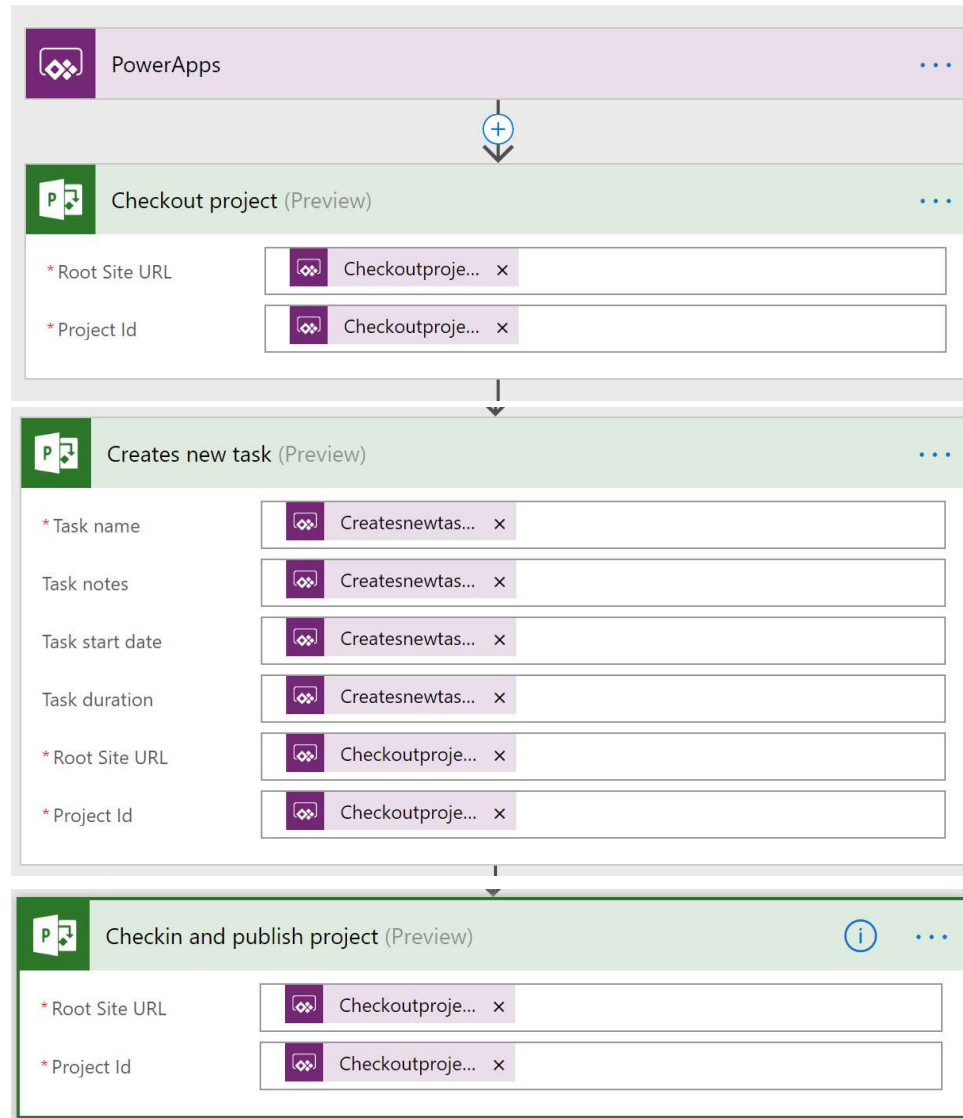 PowerApps
Checkout project (Preview)
* Root Site URL Checkoutproje... ×
* Project Id Checkoutproje... ×
Creates new task (Preview)
* Task name Createsnewtas... ×
Task notes Createsnewtas... ×
Task start date Createsnewtas... ×
Task duration Createsnewtas... ×
* Root Site URL Checkoutproje... ×
* Project Id Checkoutproje... ×
Checkin and publish project (Preview)
* Root Site URL Checkoutproje... ×
* Project Id Checkoutproje... ×